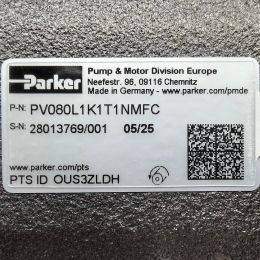 Parker
Pump & Motor Division Europe
Neefestr. 96, 09116 Chemnitz
Made in Germany - www.parker.com/pmde
P-N: PV080L1K1T1NMFC
S-N: 28013769/001 05/25
www.parker.com/pts
PTS ID OUS3ZLDH